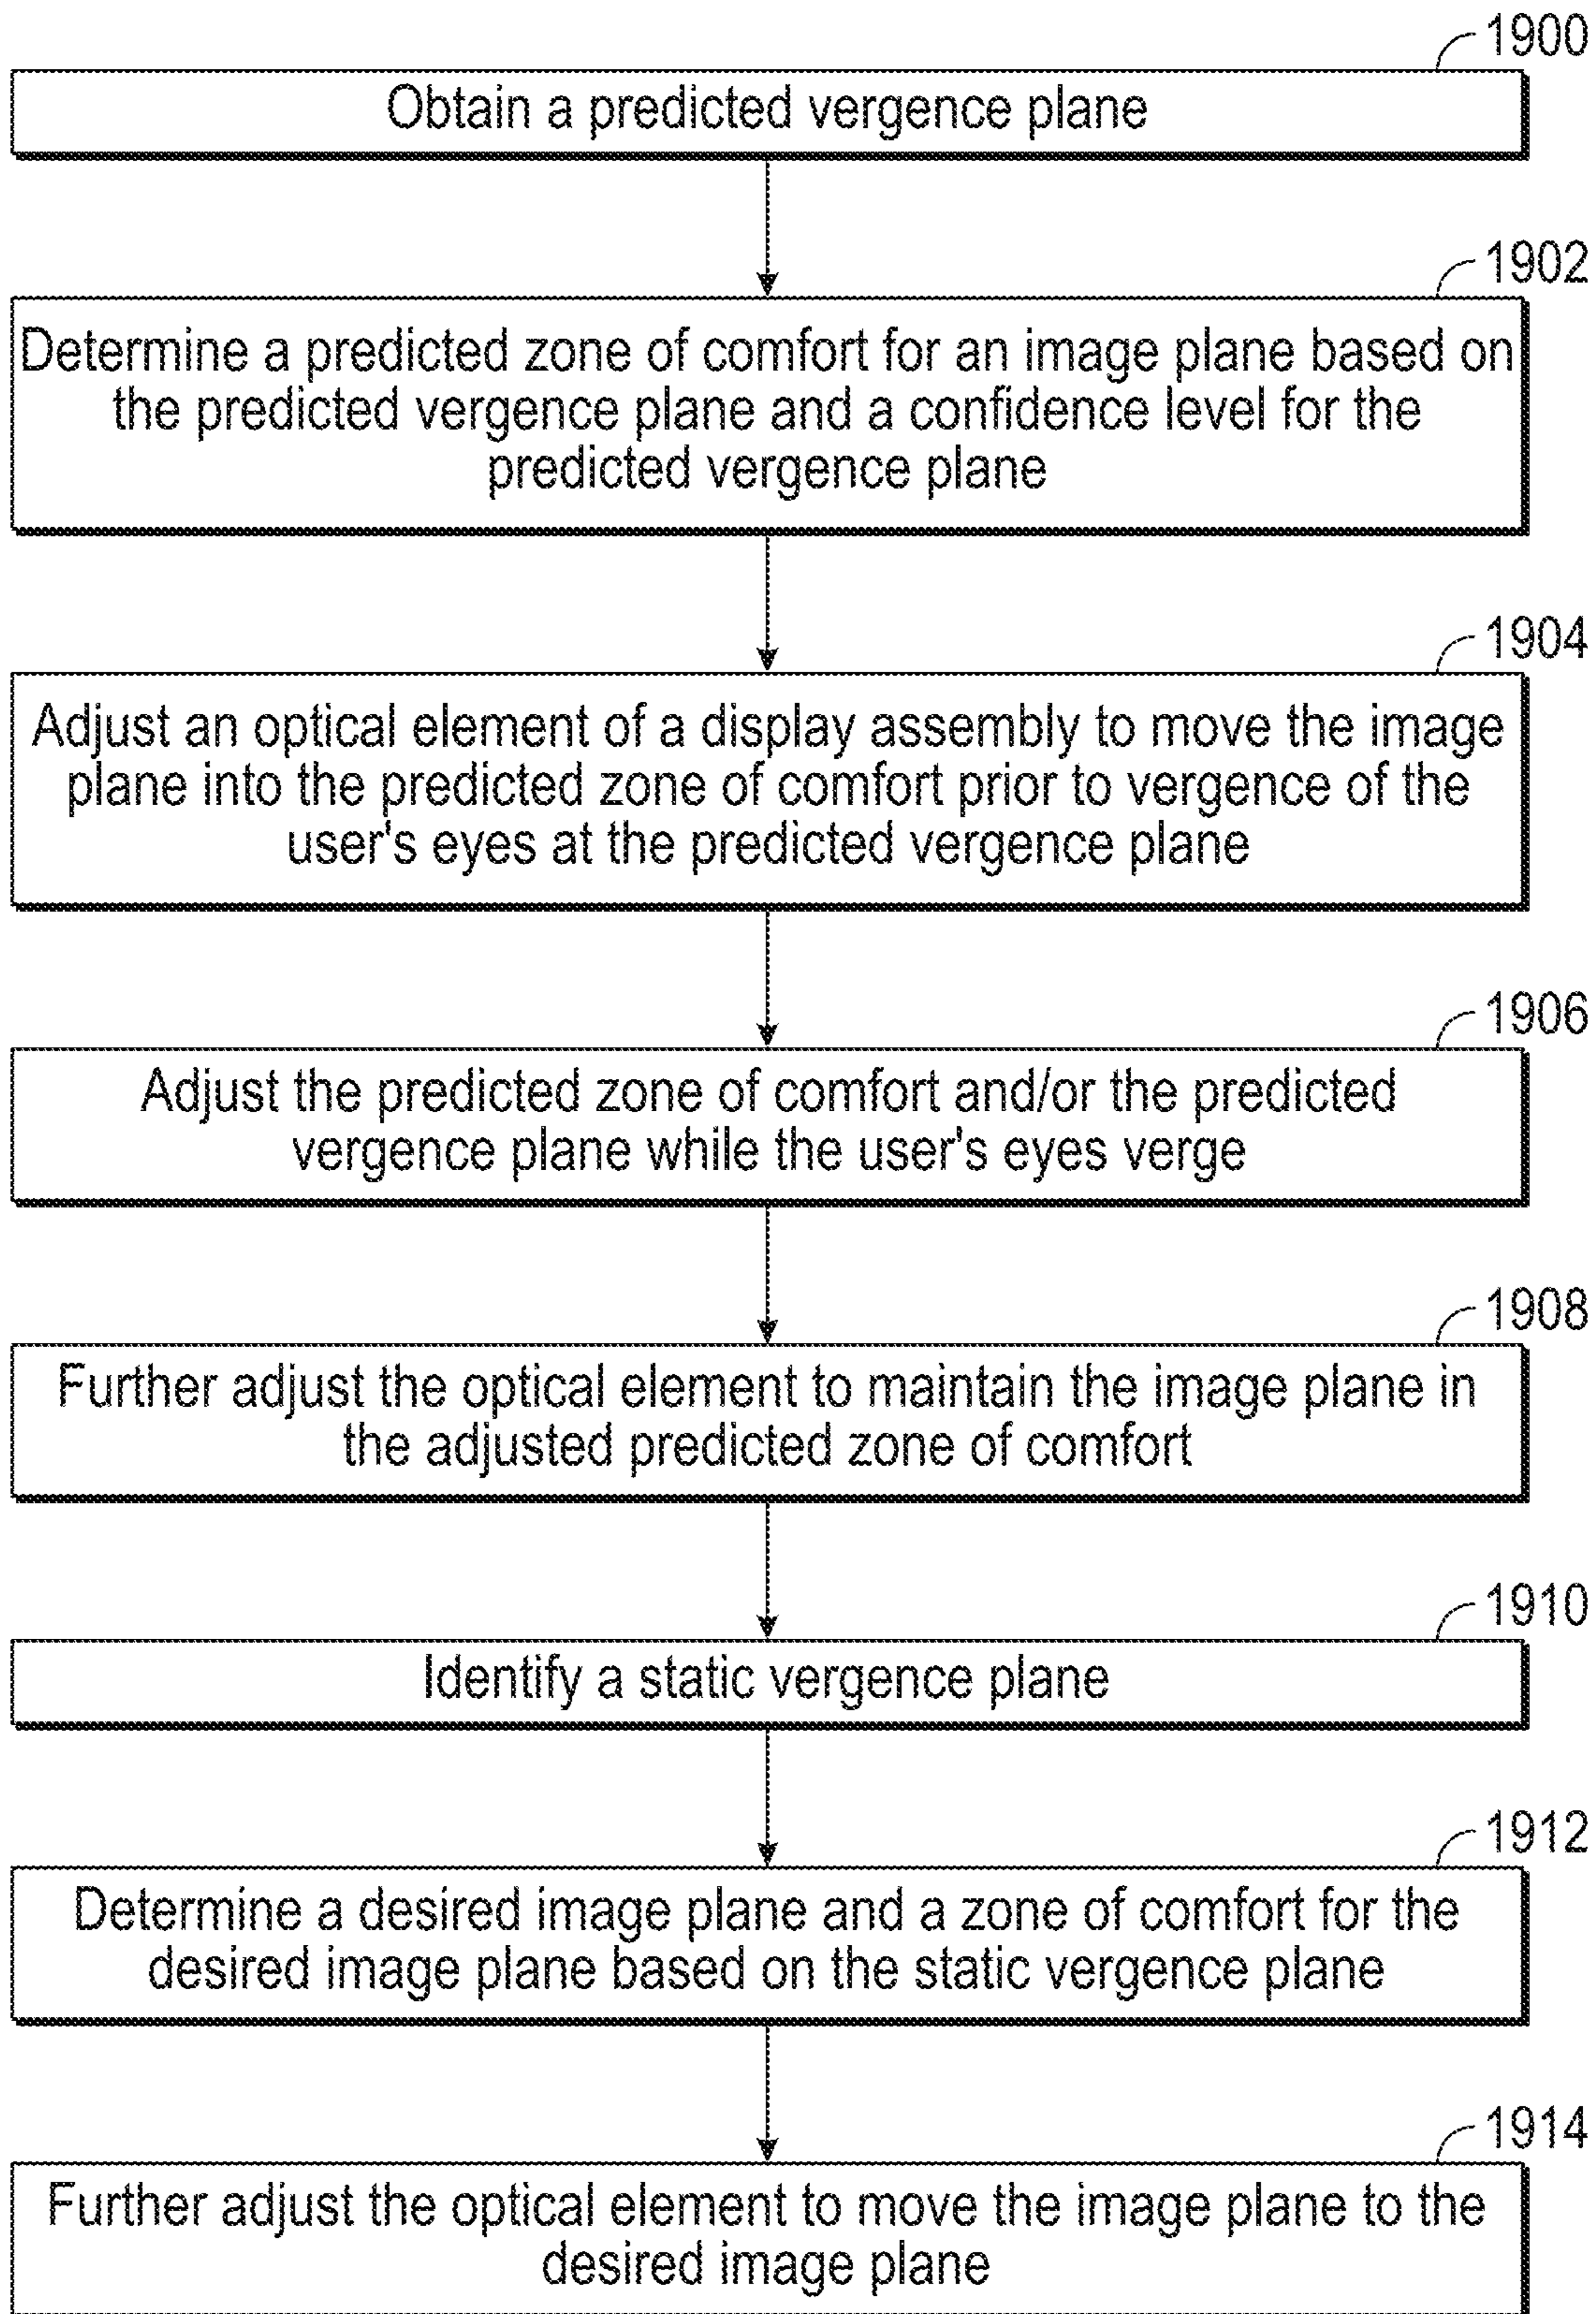 1900
Obtain a predicted vergence plane
1902
Determine a predicted zone of comfort for an image plane based on
the predicted vergence plane and a confidence level for the
predicted vergence plane
1904
Adjust an optical element of a display assembly to move the image
plane into the predicted zone of comfort prior to vergence of the
user's eyes at the predicted vergence plane
1906
Adjust the predicted zone of comfort and/or the predicted
vergence plane while the user's eyes verge
1908
Further adjust the optical element to maintain the image plane in
the adjusted predicted zone of comfort
1910
Identify a static vergence plane
1912
Determine a desired image plane and a zone of comfort for the
desired image plane based on the static vergence plane
1914
Further adjust the optical element to move the image plane to the
desired image plane